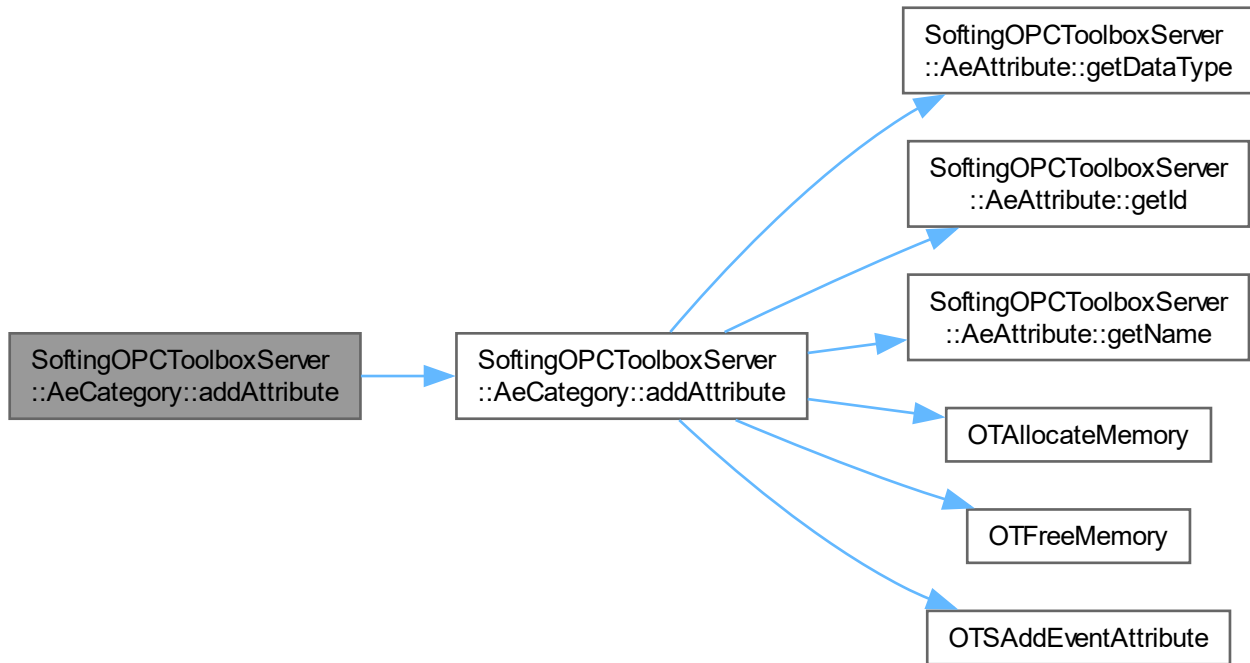 SoftingOPCToolboxServer
::AeAttribute::getDataType
SoftingOPCToolboxServer
::AeAttribute::getId
SoftingOPCToolboxServer
::AeAttribute::getName
SoftingOPCToolboxServer
::AeCategory::addAttribute
SoftingOPCToolboxServer
::AeCategory::addAttribute
OTAllocateMemory
OTFreeMemory
OTSAddEventAttribute